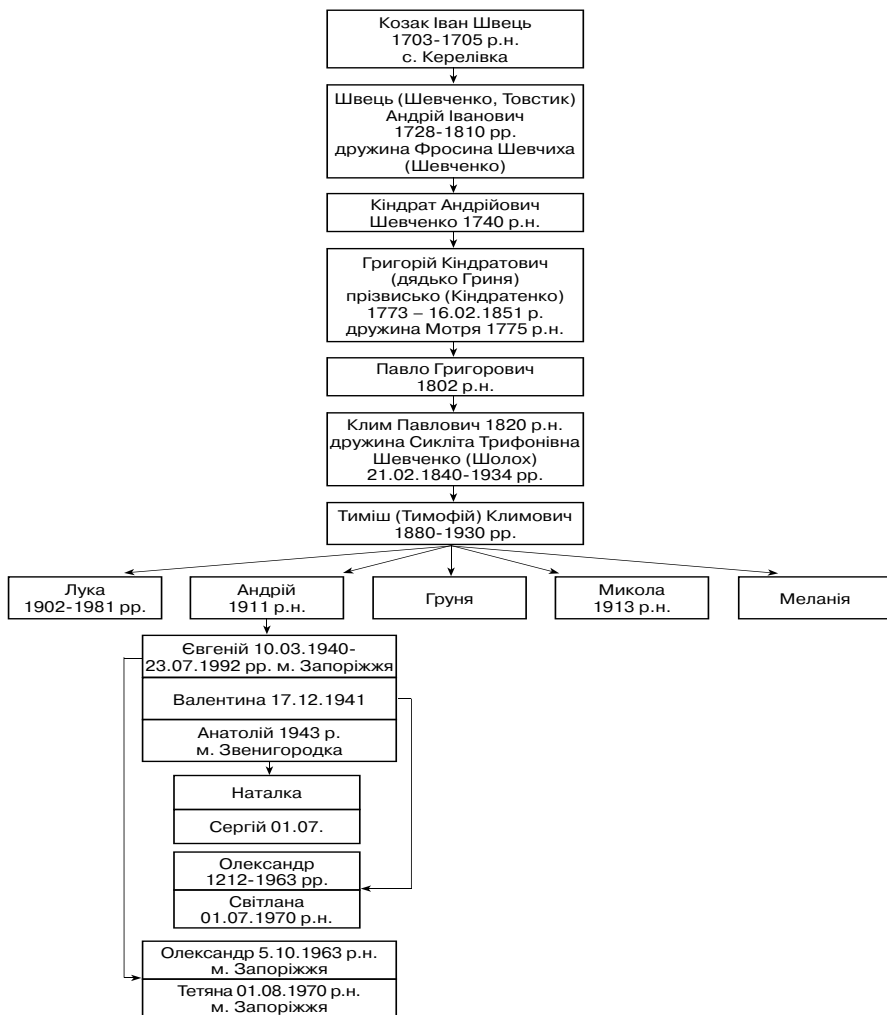 Козак Іван Швець
1703-1705 р.н.
с. Керелівка
Швець (Шевченко, Товстик)
Андрій Іванович
1728-1810 рр.
дружина Фросина Шевчиха
(Шевченко)
Кіндрат Андрійович
Шевченко 1740 р.н.
Григорій Кіндратович
(дядько Гриня)
прізвисько (Кіндратенко)
1773 – 16.02.1851 р.
дружина Мотря 1775 р.н.
Павло Григорович
1802 р.н.
Клим Павлович 1820 р.н.
дружина Сикліта Трифонівна
Шевченко (Шолох)
21.02.1840-1934 рр.
Тиміш (Тимофій) Климович
1880-1930 рр.
Лука
1902-1981 рр.
Андрій
1911 р.н.
Груня
Микола
1913 р.н.
Меланія
Євгеній 10.03.1940-
23.07.1992 рр. м. Запоріжжя
Валентина 17.12.1941
Анатолій 1943 р.
м. Звенигородка
Наталка
Сергій 01.07.
Олександр
1212-1963 рр.
Світлана
01.07.1970 р.н.
Олександр 5.10.1963 р.н.
м. Запоріжжя
Тетяна 01.08.1970 р.н.
м. Запоріжжя